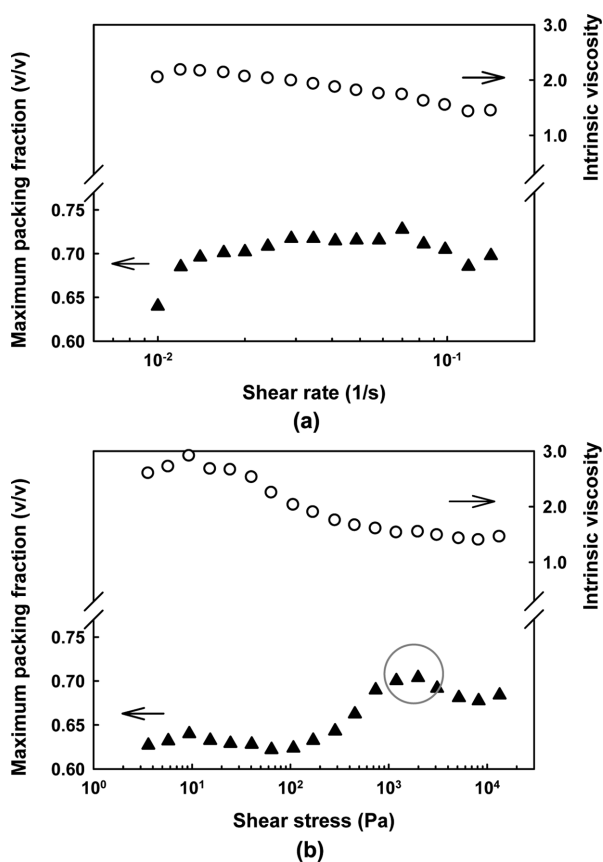 (a)
Maximum packing fraction (v/v)
0.75
0.70
0.65
0.60
3.0
2.0
1.0
Intrinsic viscosity
10-2
10-1
Shear rate (1/s)
(a)
Maximum packing fraction (v/v)
0.75
0.70
0.65
0.60
3.0
2.0
1.0
Intrinsic viscosity
10⁰
10¹
10²
10³
10⁴
Shear stress (Pa)
(b)